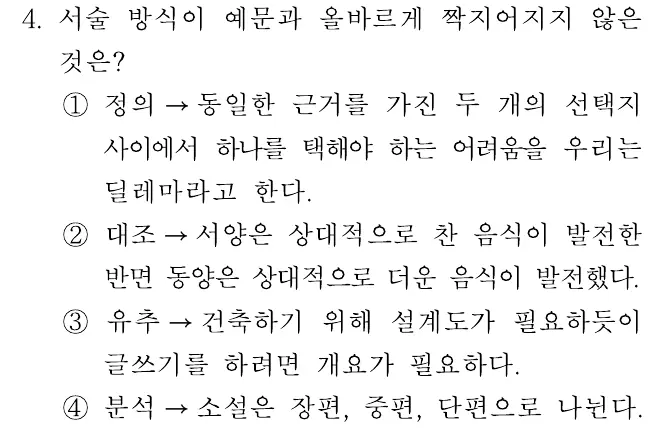 4. 서술 방식이 예문과 올바르게 짝지어지지 않은
것은?
① 정의 → 동일한 근거를 가진 두 개의 선택지
사이에서 하나를 택해야 하는 어려움을 우리는
딜레마라고 한다.
② 대조 → 서양은 상대적으로 찬 음식이 발전한
반면 동양은 상대적으로 더운 음식이 발전했다.
③ 유추 → 건축하기 위해 설계도가 필요하듯이
글쓰기를 하려면 개요가 필요하다.
④ 분석 → 소설은 장편, 중편, 단편으로 나뉜다.